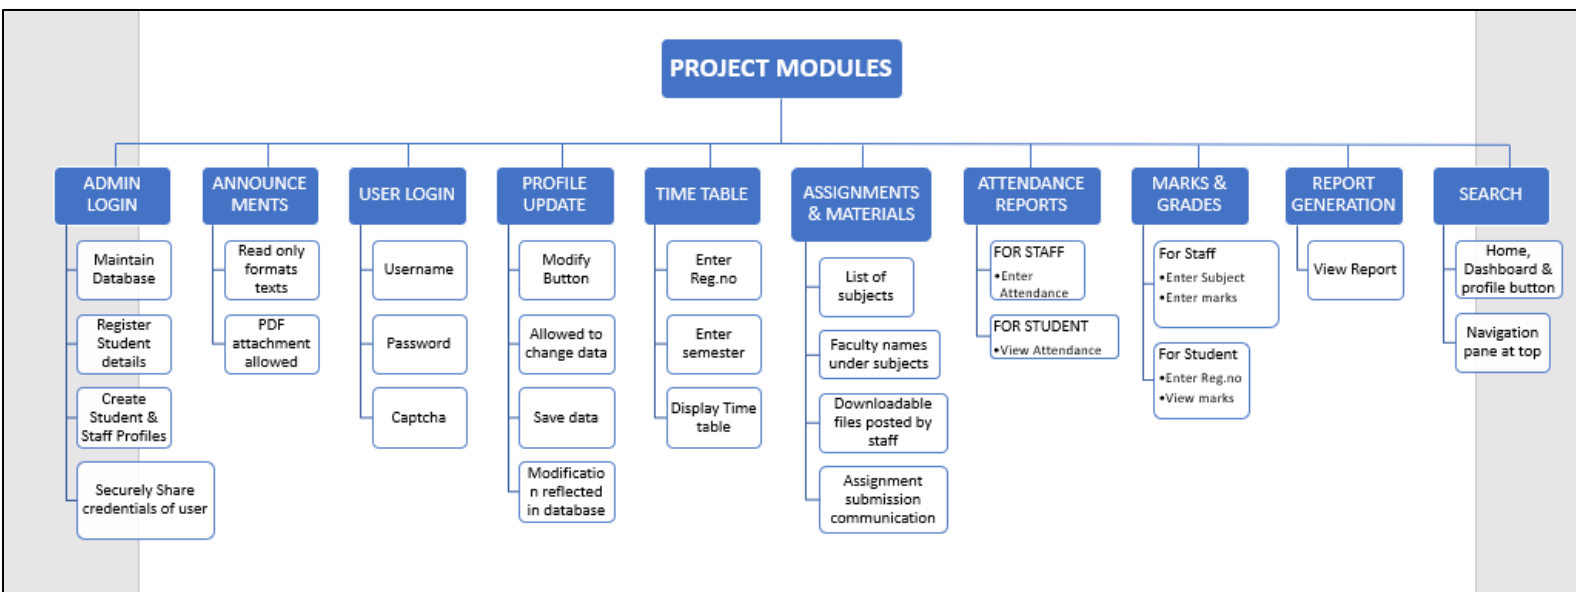 PROJECT MODULES
ADMIN
LOGIN
Maintain
Database
Register
Student
details
Create
Student &
Staff Profiles
Securely Share
credentials of user
ANNOUNCE
MENTS
Read only
formats
texts
PDF
attachment
allowed
USER LOGIN
Username
Password
Captcha
PROFILE
UPDATE
Modify
Button
Allowed to
change data
Save data
Modificatio
n reflected
in database
TIME TABLE
Enter
Reg.no
Enter
semester
Display Time
table
ASSIGNMENTS
& MATERIALS
List of
subjects
Faculty names
under subjects
Downloadable
files posted by
staff
Assignment
submission
communication
ATTENDANCE
REPORTS
FOR STAFF
•Enter
Attendance
FOR STUDENT
•View Attendance
MARKS &
GRADES
For Staff
•Enter Subject
•Enter marks
For Student
•Enter Reg.no
•View marks
REPORT
GENERATION
View Report
SEARCH
Home,
Dashboard &
profile button
Navigation
pane at top